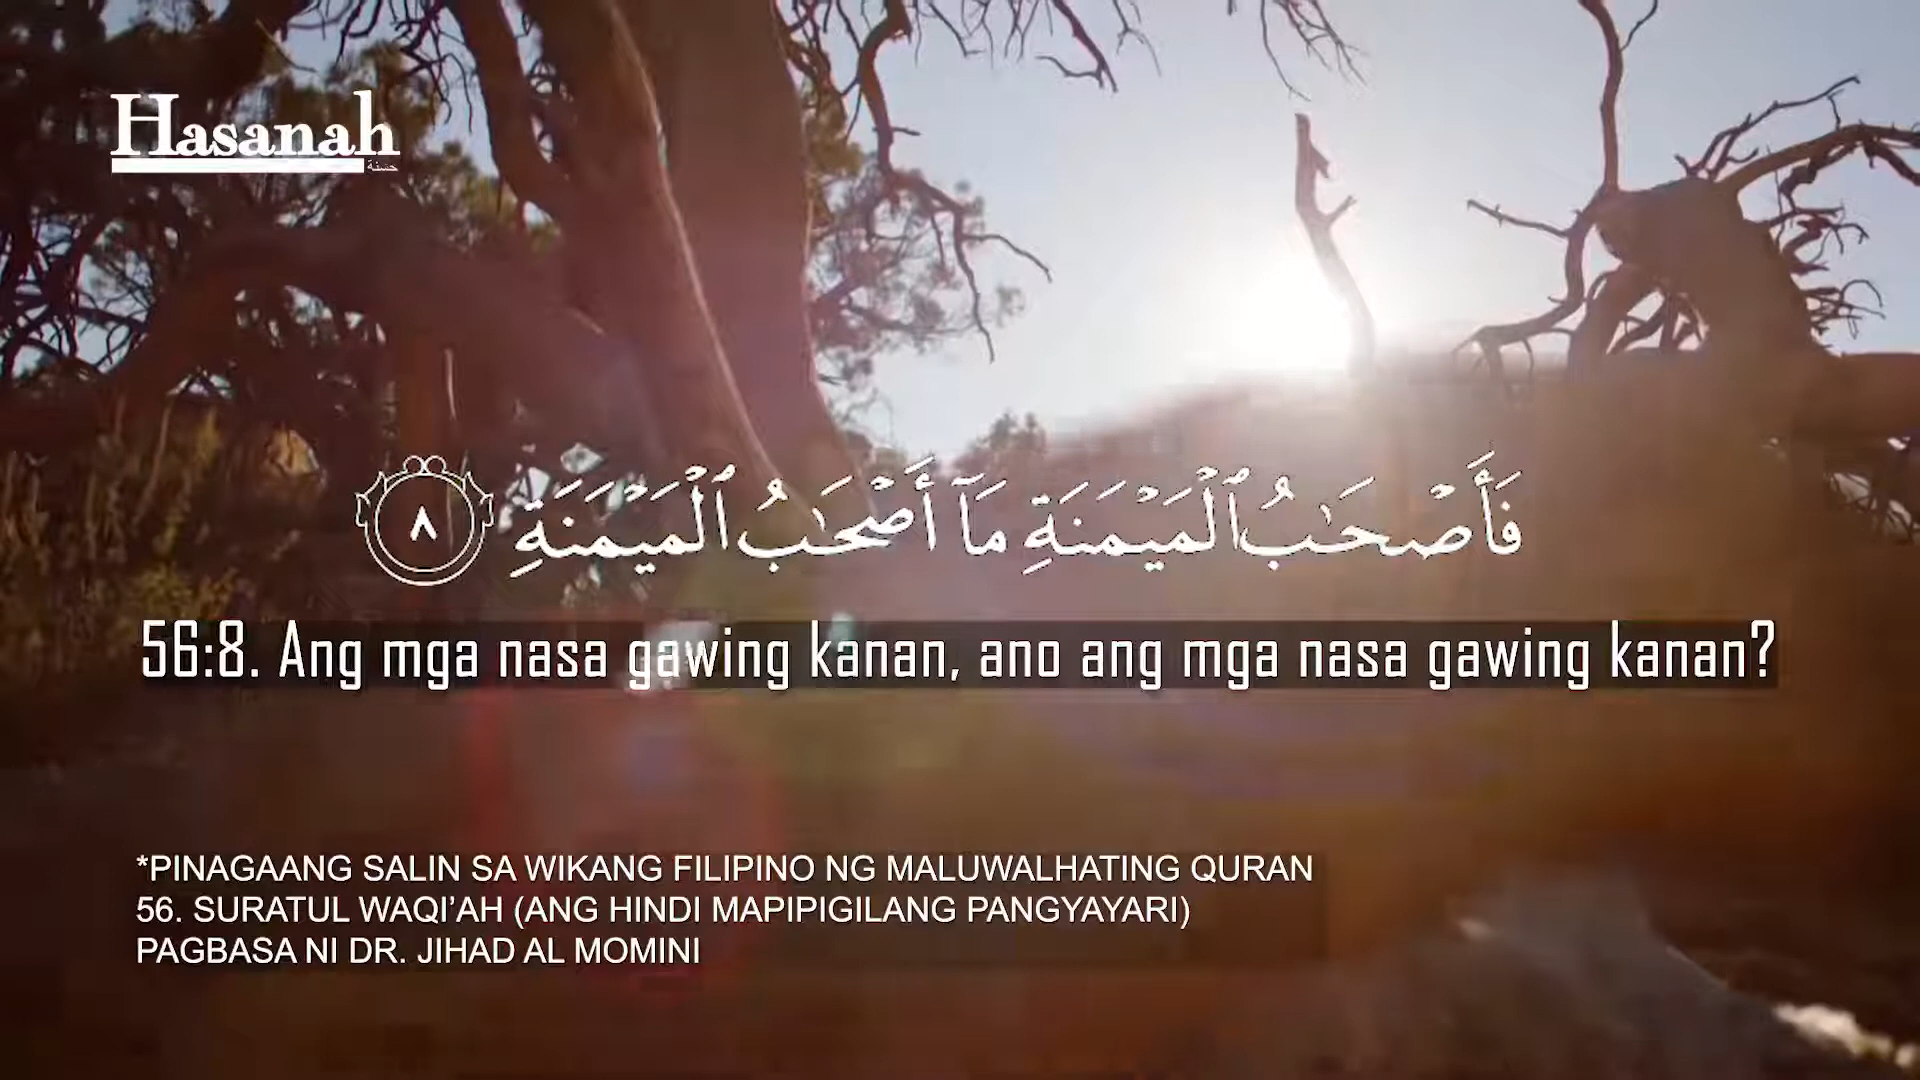 Hasanah
حسنة
فَأَصْحَٰبُ ٱلْمَيْمَنَةِ مَآ أَصْحَٰبُ ٱلْمَيْمَنَةِ ٨
56:8. Ang mga nasa gawing kanan, ano ang mga nasa gawing kanan?
*PINAGAANG SALIN SA WIKANG FILIPINO NG MALUWALHATING QURAN
56. SURATUL WAQI’AH (ANG HINDI MAPIPIGILANG PANGYAYARI)
PAGBASA NI DR. JIHAD AL MOMINI